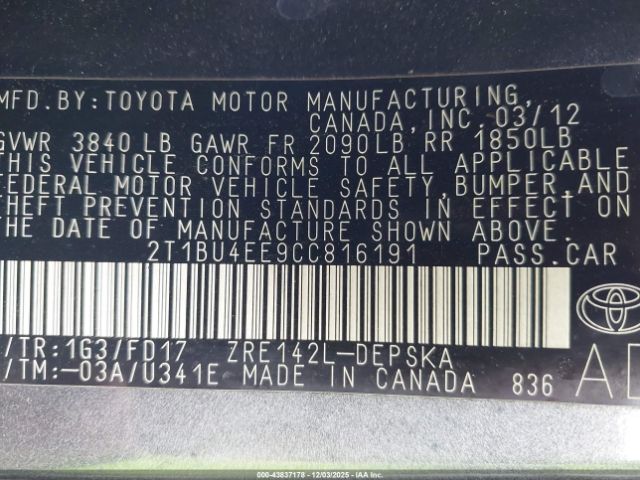 MFD. BY: TOYOTA MOTOR MANUFACTURING,
CANADA, INC. 03/12
GVWR 3840 LB GAWR FR 2090LB RR 1850LB
THIS VEHICLE CONFORMS TO ALL APPLICABLE
FEDERAL MOTOR VEHICLE SAFETY, BUMPER, AND
THEFT PREVENTION STANDARDS IN EFFECT ON
THE DATE OF MANUFACTURE SHOWN ABOVE.
2T1BU4EE9CC816191 PASS. CAR
/TR: 1G3/FD17 ZRE142L-DEPSKA
/TM: -03A/U341E MADE IN CANADA 836
000-43837178 - 12/03/2025 - IAAI.COM